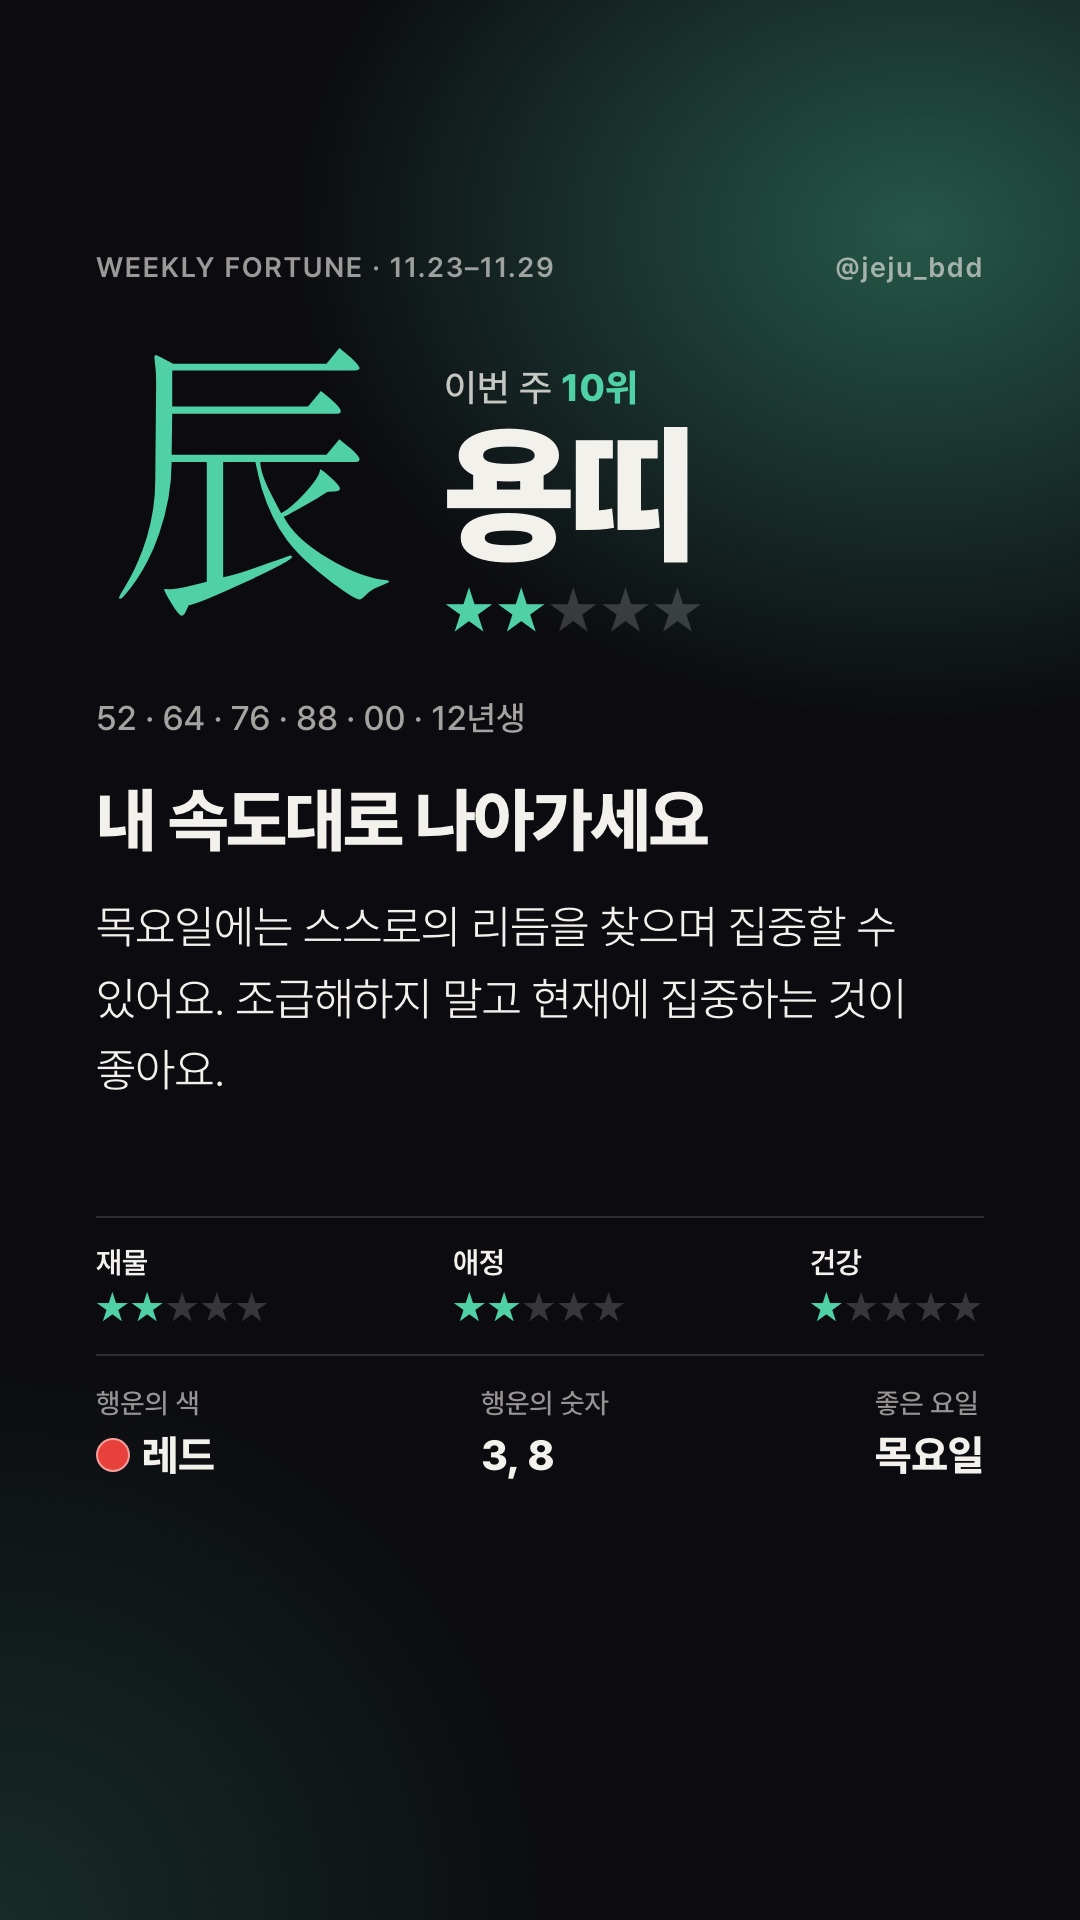 WEEKLY FORTUNE · 11.23–11.29
@jeju_bdd
辰
이번 주 10위
용띠
★★★★★
52 · 64 · 76 · 88 · 00 · 12년생
내 속도대로 나아가세요
목요일에는 스스로의 리듬을 찾으며 집중할 수
있어요. 조급해하지 말고 현재에 집중하는 것이
좋아요.
재물
★★★★★
애정
★★★★★
건강
★★★★★
행운의 색
레드
행운의 숫자
3, 8
좋은 요일
목요일